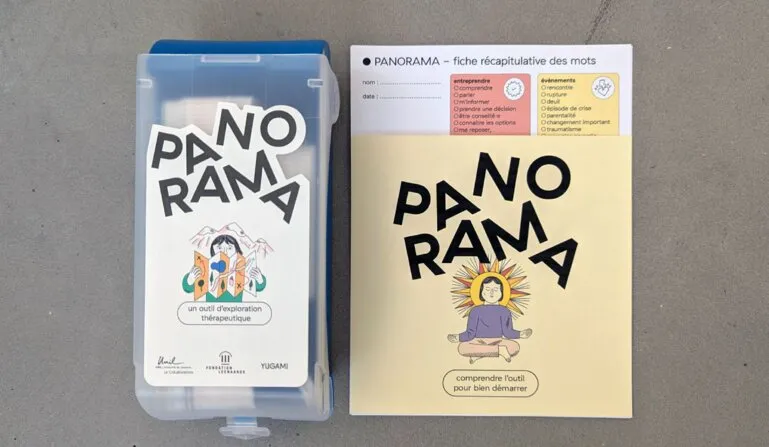 PANO
RAMA
un outil d'exploration
thérapeutique
Unil
FONDATION
LEENAARDS
YUGAMI
● PANORAMA – fiche récapitulative des mots
nom :
date :
entreprendre
comprendre
parler
m'informer
prendre une décision
être conseillé·e
connaître les options
me reposer,
événements
rencontre
rupture
deuil
épisode de crise
parentalité
changement important
traumatisme
PANO
RAMA
comprendre l'outil
pour bien démarrer